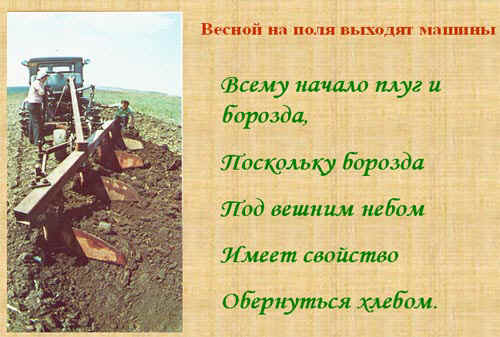 Весной на поля выходят машины
Всему начало плуг и
борозда,
Поскольку борозда
Под вешним небом
Имеет свойство
Обернуться хлебом.